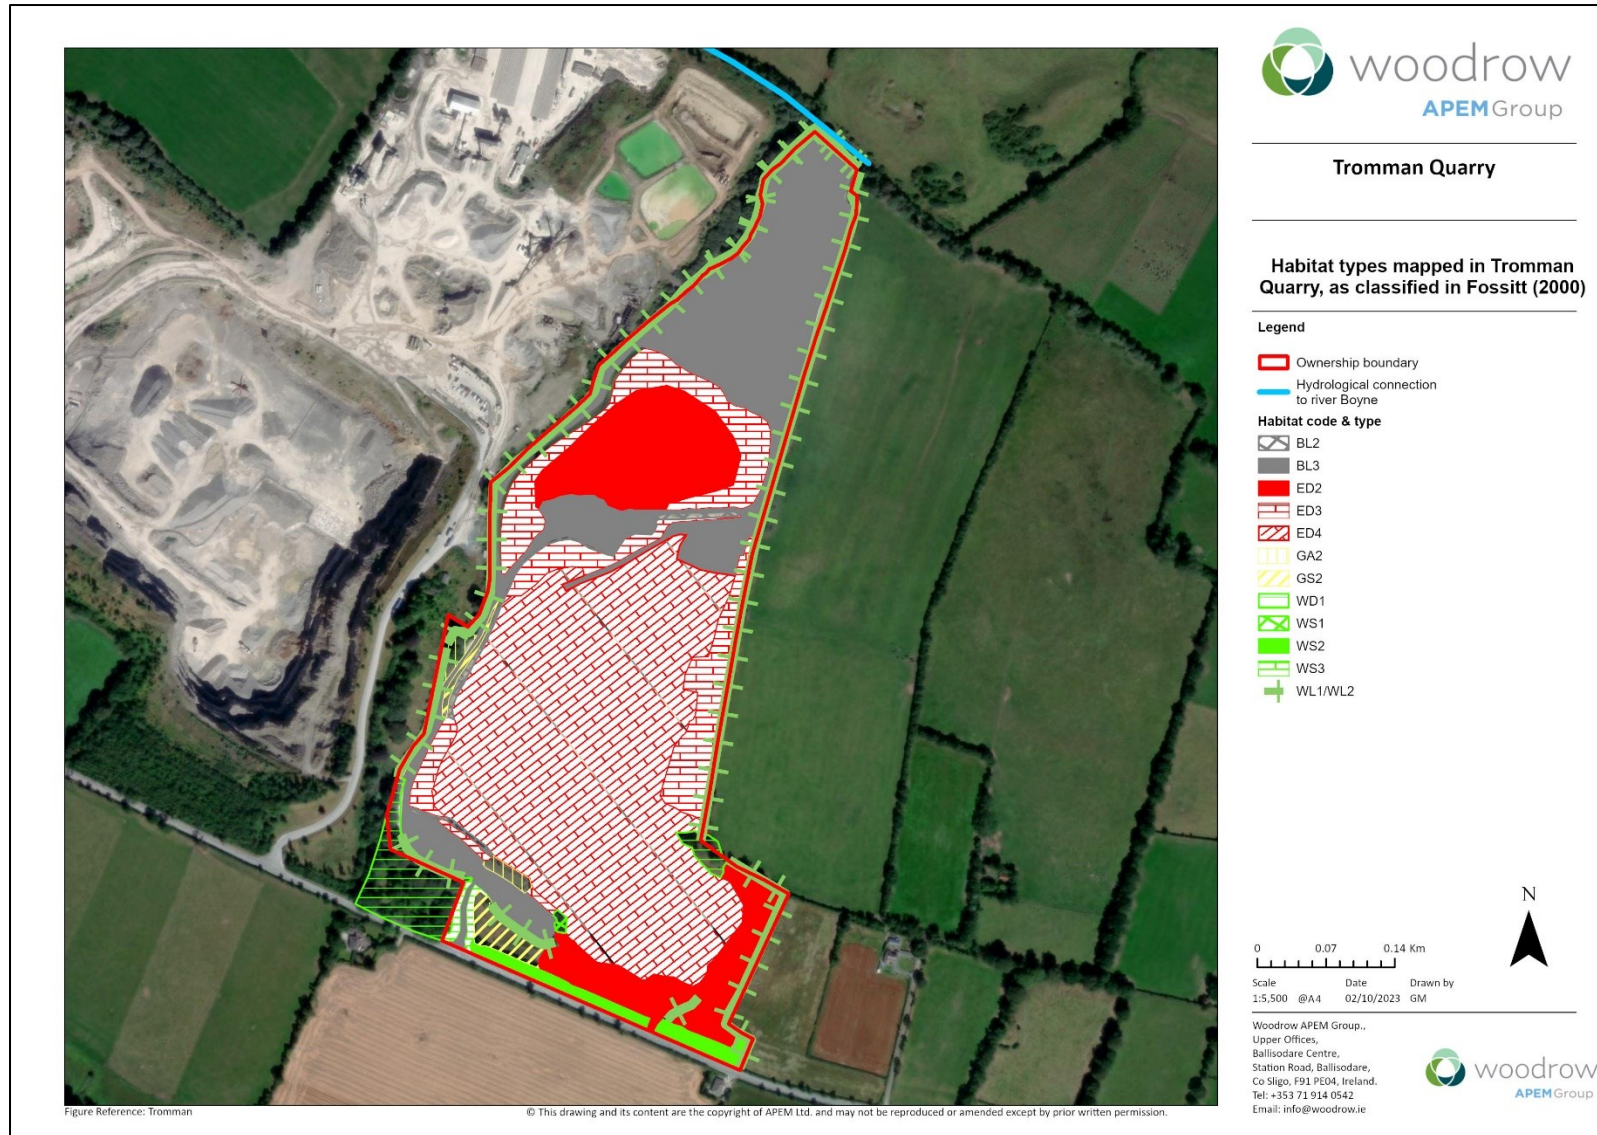 woodrow
APEM Group
Tromman Quarry
Habitat types mapped in Tromman
Quarry, as classified in Fossitt (2000)
Legend
Ownership boundary
Hydrological connection
to river Boyne
Habitat code & type
BL2
BL3
ED2
ED3
ED4
GA2
GS2
WD1
WS1
WS2
WS3
WL1/WL2
N
0 0.07 0.14 Km
Scale Date Drawn by
1:5,500 @A4 02/10/2023 GM
Woodrow APEM Group.,
Upper Offices,
Ballisodare Centre,
Station Road, Ballisodare,
Co Sligo, F91 PE04, Ireland.
Tel: +353 71 914 0542
Email: info@woodrow.ie
woodrow
APEM Group
Figure Reference: Tromman
© This drawing and its content are the copyright of APEM Ltd. and may not be reproduced or amended except by prior written permission.